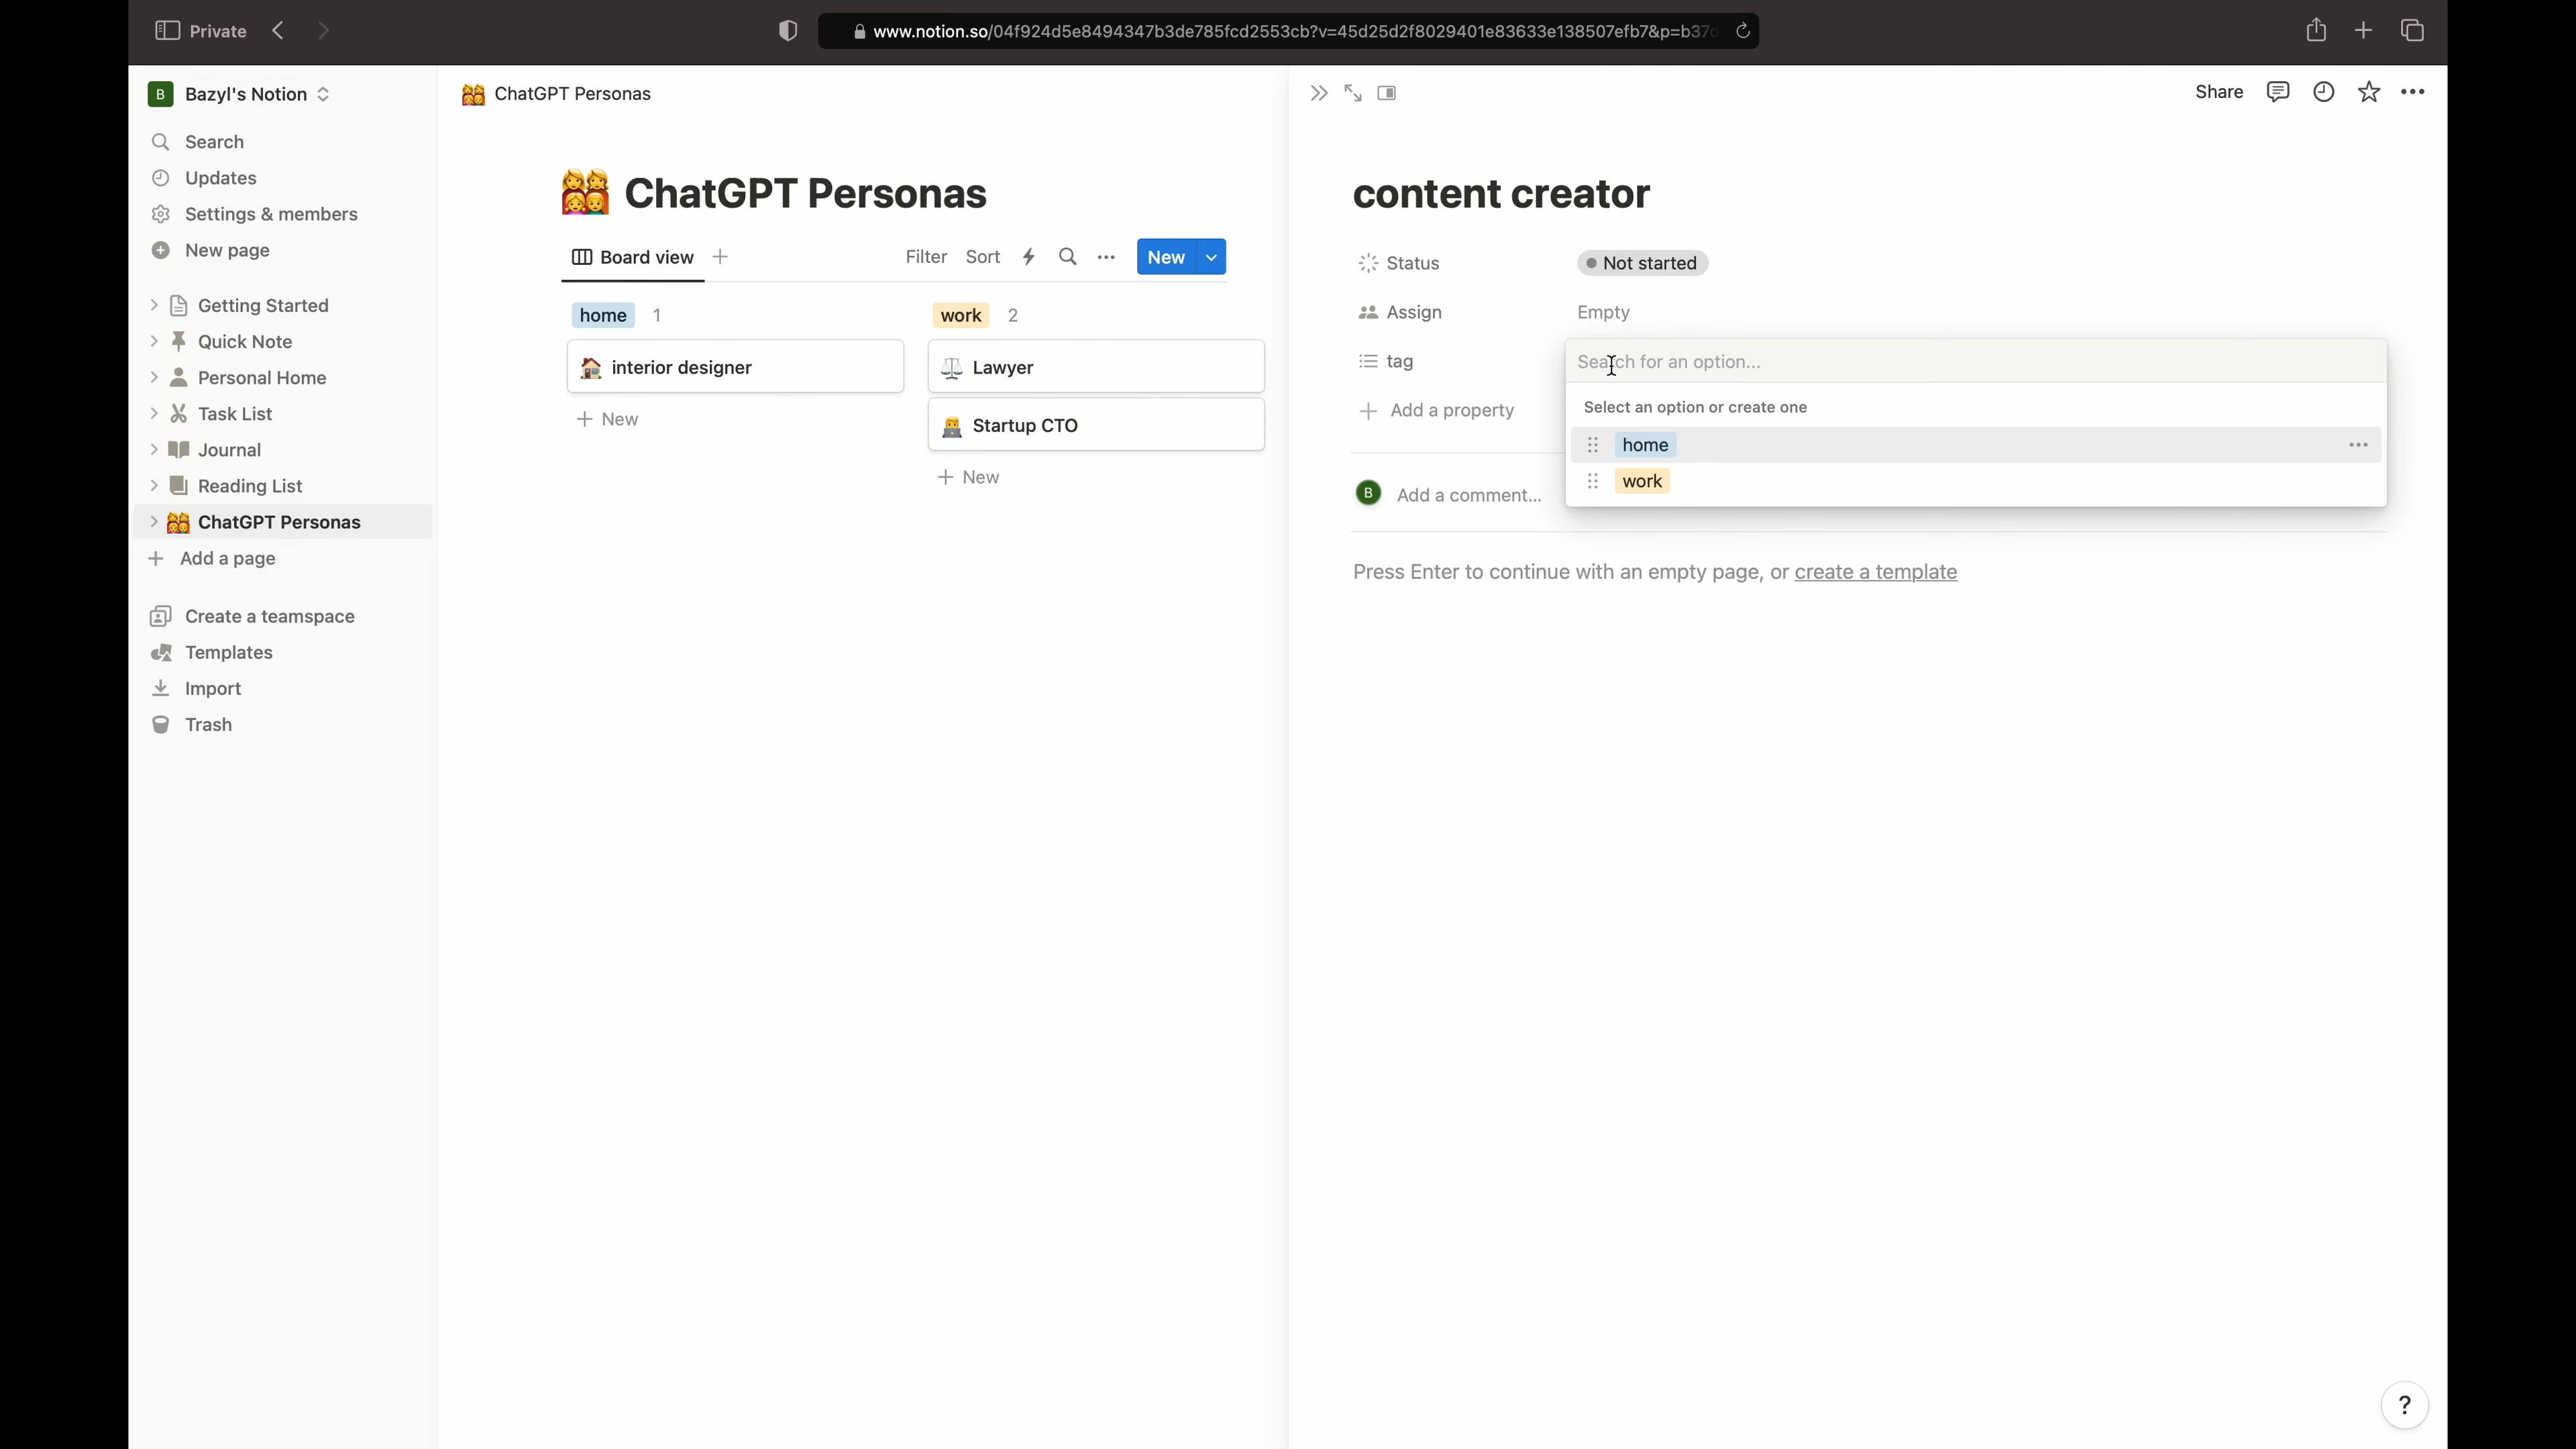 Private
www.notion.so/04f924d5e8494347b3de785fcd2553cb?v=45d25d2f8029401e83633e138507efb7&p=b37
B Bazyl's Notion
Search
Updates
Settings & members
New page
Getting Started
Quick Note
Personal Home
Task List
Journal
Reading List
ChatGPT Personas
Add a page
Create a teamspace
Templates
Import
Trash
ChatGPT Personas
ChatGPT Personas
Board view
Filter Sort New
home 1
interior designer
New
work 2
Lawyer
Startup CTO
New
Share
content creator
Status Not started
Assign Empty
tag Search for an option...
Add a property
Select an option or create one
home
work
B Add a comment...
Press Enter to continue with an empty page, or create a template
?